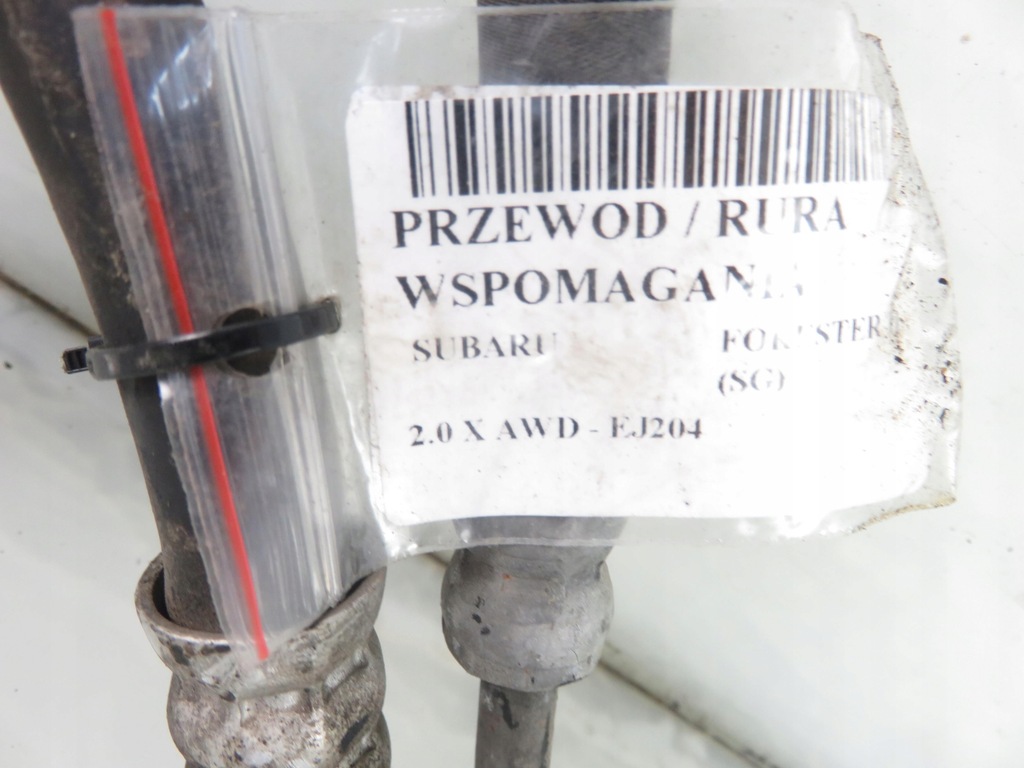 PRZEWOD / RURA
WSPOMAGANIA
SUBARU FORESTER
(SG)
2.0 X AWD - EJ204